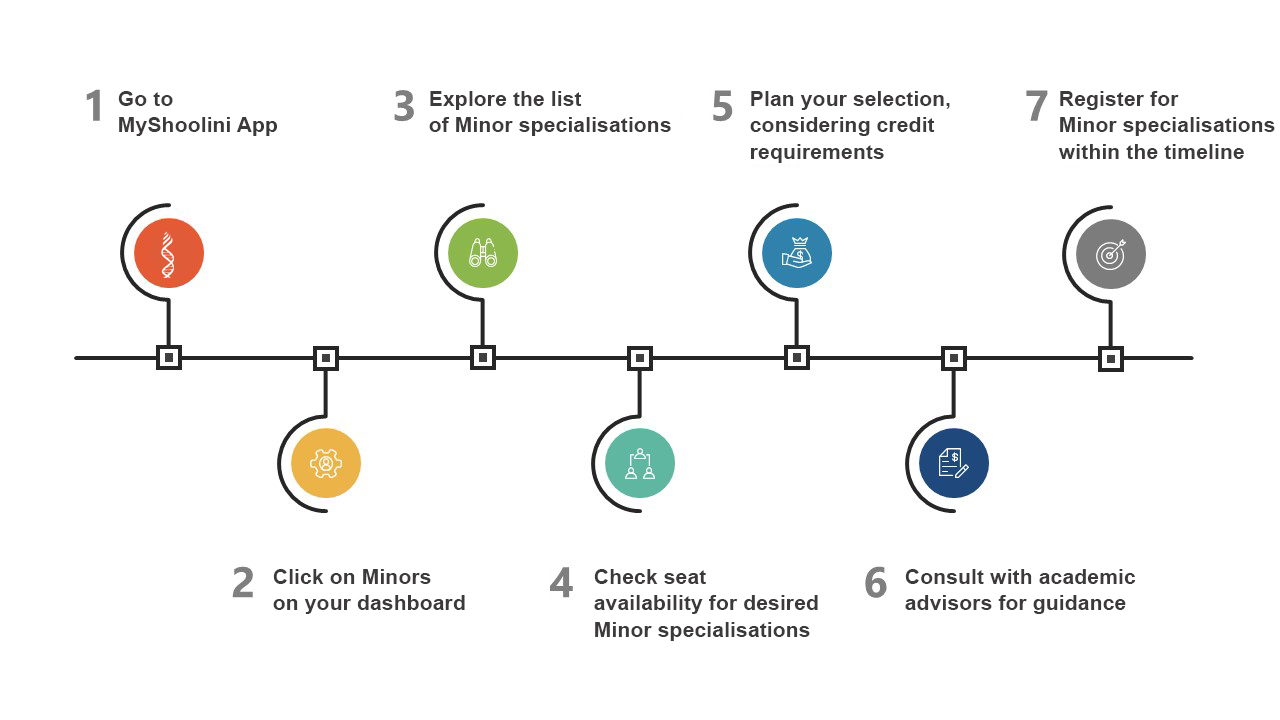 1 Go to
MyShoolini App
2 Click on Minors
on your dashboard
3 Explore the list
of Minor specialisations
4 Check seat
availability for desired
Minor specialisations
5 Plan your selection,
considering credit
requirements
6 Consult with academic
advisors for guidance
7 Register for
Minor specialisations
within the timeline